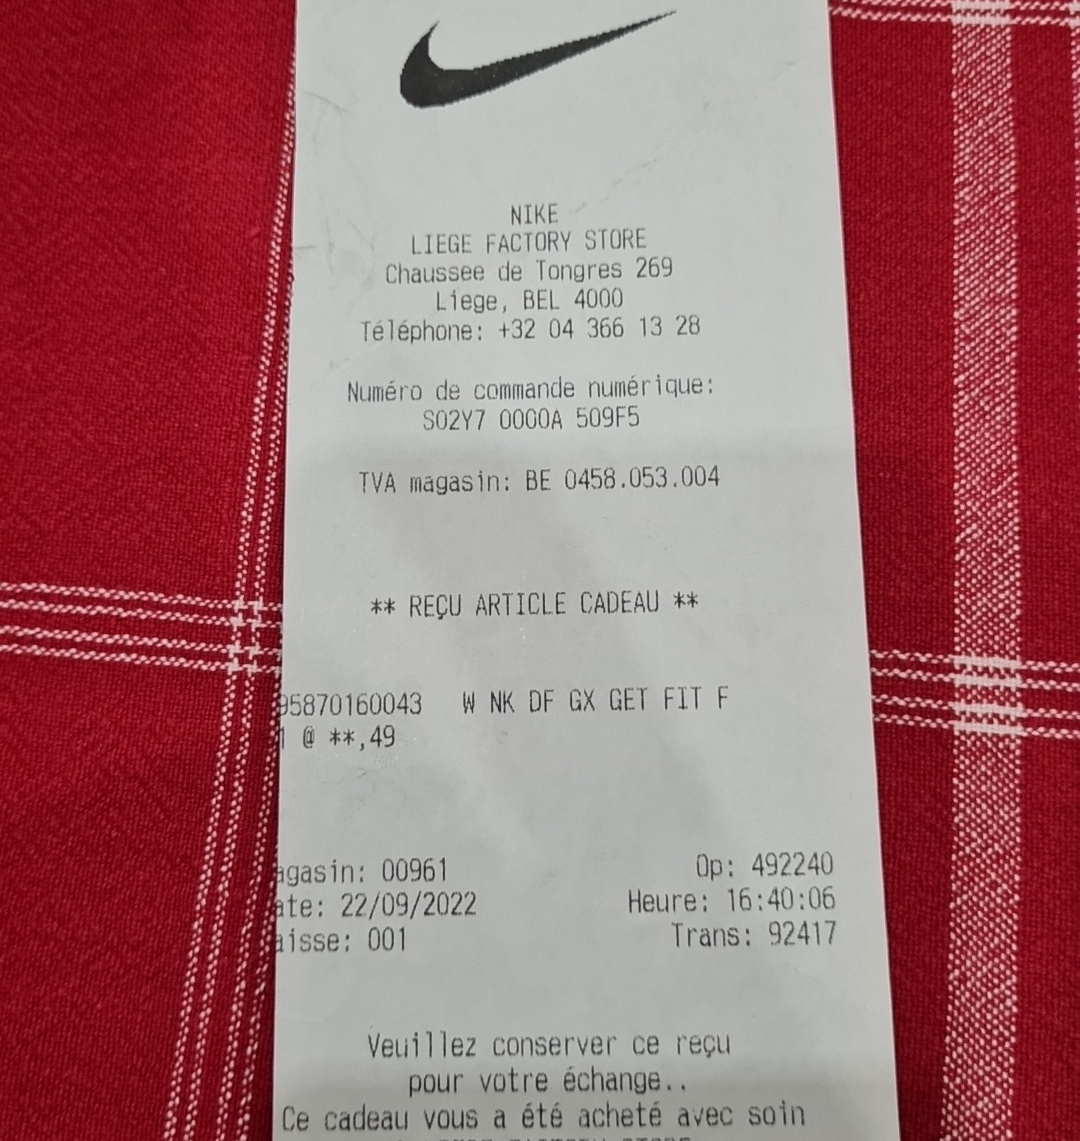 NIKE
LIEGE FACTORY STORE
Chaussee de Tongres 269
Liege, BEL 4000
Téléphone: +32 04 366 13 28
Numéro de commande numérique:
S02Y7 00G0A 509F5
TVA magasin: BE 0458.053.004
** REÇU ARTICLE CADEAU **
95870160043 W NK DF GX GET FIT F
1 @ **,49
agasin: 00961 Op: 492240
ate: 22/09/2022 Heure: 16:40:06
aisse: 001 Trans: 92417
Veuillez conserver ce reçu
pour votre échange..
Ce cadeau vous a été acheté avec soin